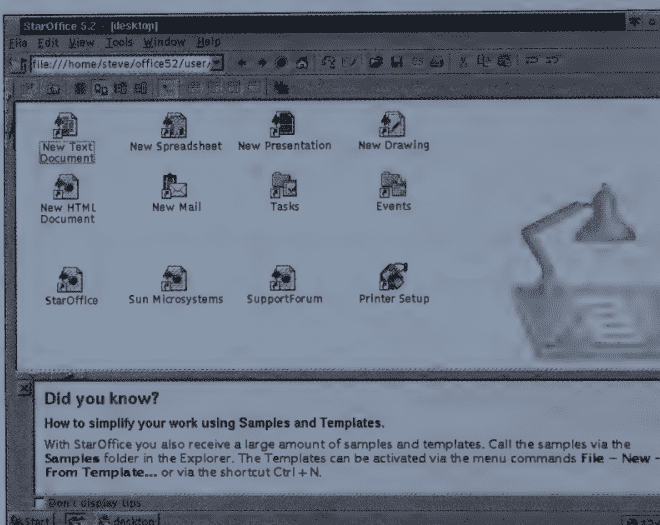 StarOffice 5.2 - [desktop]
File Edit View Tools Window Help
file:///home/steve/office52/user/
New Text Document
New Spreadsheet
New Presentation
New Drawing
New HTML Document
New Mail
Tasks
Events
StarOffice
Sun Microsystems
SupportForum
Printer Setup
Did you know?
How to simplify your work using Samples and Templates.
With StarOffice you also receive a large amount of samples and templates. Call the samples via the
Samples folder in the Explorer. The Templates can be activated via the menu commands File – New –
From Template... or via the shortcut Ctrl + N.
Don't display tips
Start desktop